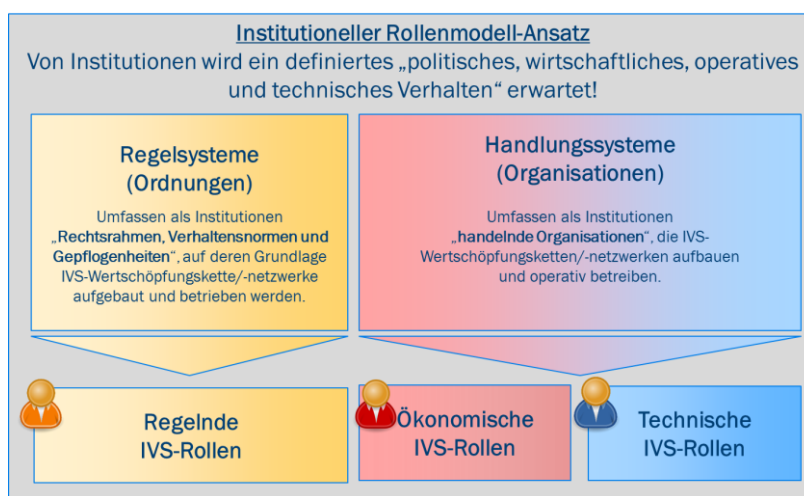 Institutioneller Rollenmodell-Ansatz
Von Institutionen wird ein definiertes „politisches, wirtschaftliches, operatives
und technisches Verhalten“ erwartet!
Regelsysteme
(Ordnungen)
Umfassen als Institutionen
„Rechtsrahmen, Verhaltensnormen und
Gepflogenheiten“, auf deren Grundlage
IVS-Wertschöpfungskette/-netzwerke
aufgebaut und betrieben werden.
Handlungssysteme
(Organisationen)
Umfassen als Institutionen
„handelnde Organisationen“, die IVS-
Wertschöpfungsketten/-netzwerken aufbauen
und operativ betreiben.
Regelnde
IVS-Rollen
Ökonomische
IVS-Rollen
Technische
IVS-Rollen